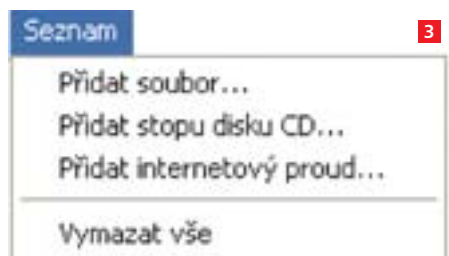 Seznam 3
Přidat soubor...
Přidat stopu disku CD...
Přidat internetový proud...
Vymazat vše